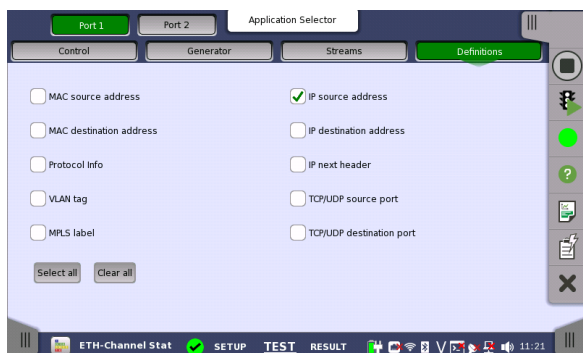 Port 1 Port 2 Application Selector
Control Generator Streams Definitions
MAC source address IP source address
MAC destination address IP destination address
Protocol Info IP next header
VLAN tag TCP/UDP source port
MPLS label TCP/UDP destination port
Select all Clear all
ETH-Channel Stat SETUP TEST RESULT 11:21